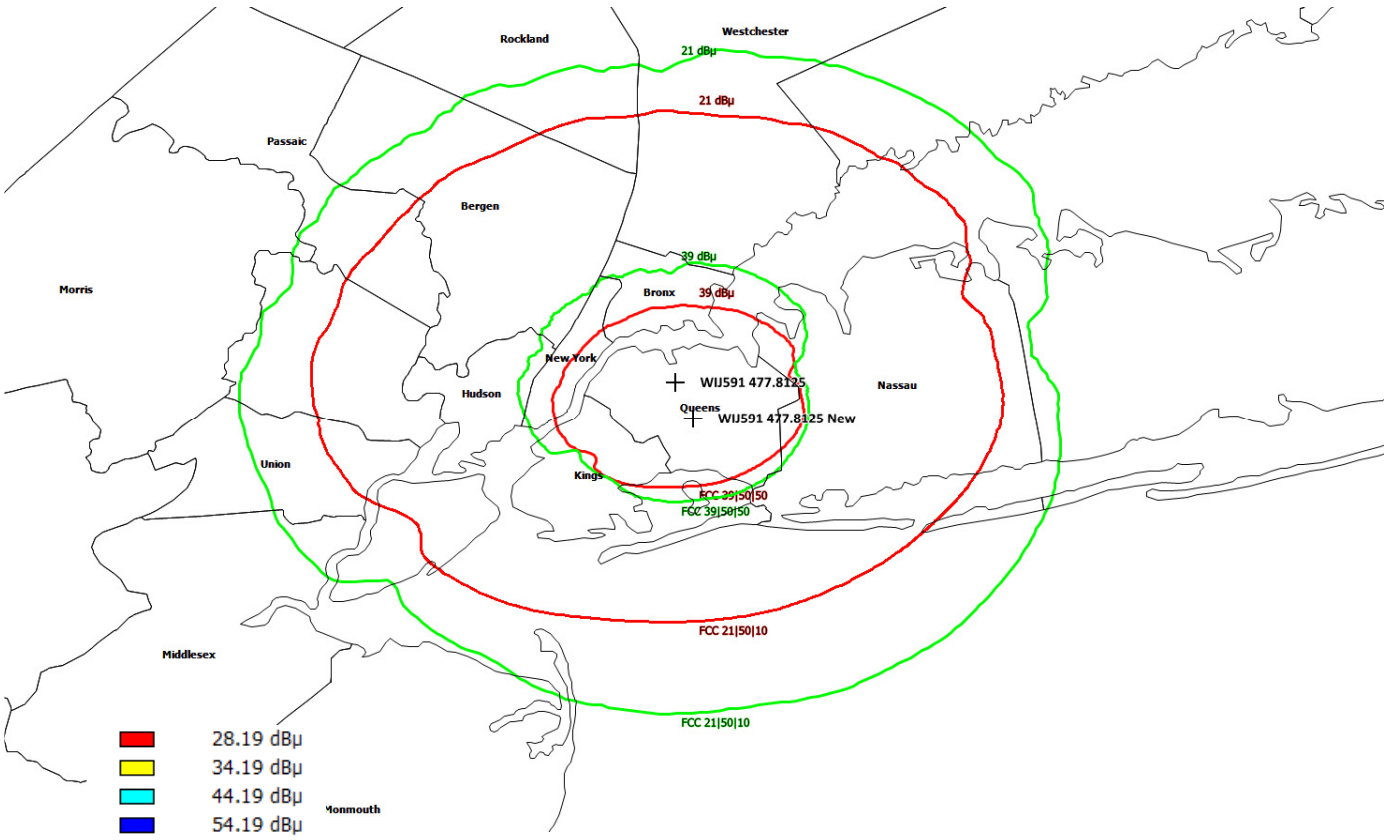 Rockland
Westchester
21 dBµ
21 dBµ
Passaic
Bergen
39 dBµ
Morris
Bronx
39 dBµ
New York
WIJ591 477.8125
Hudson
Nassau
Queens
WIJ591 477.8125 New
Union
Kings
FCC 39|50|50
FCC 39|50|50
FCC 21|50|10
Middlesex
FCC 21|50|10
28.19 dBµ
34.19 dBµ
44.19 dBµ
54.19 dBµ
Monmouth